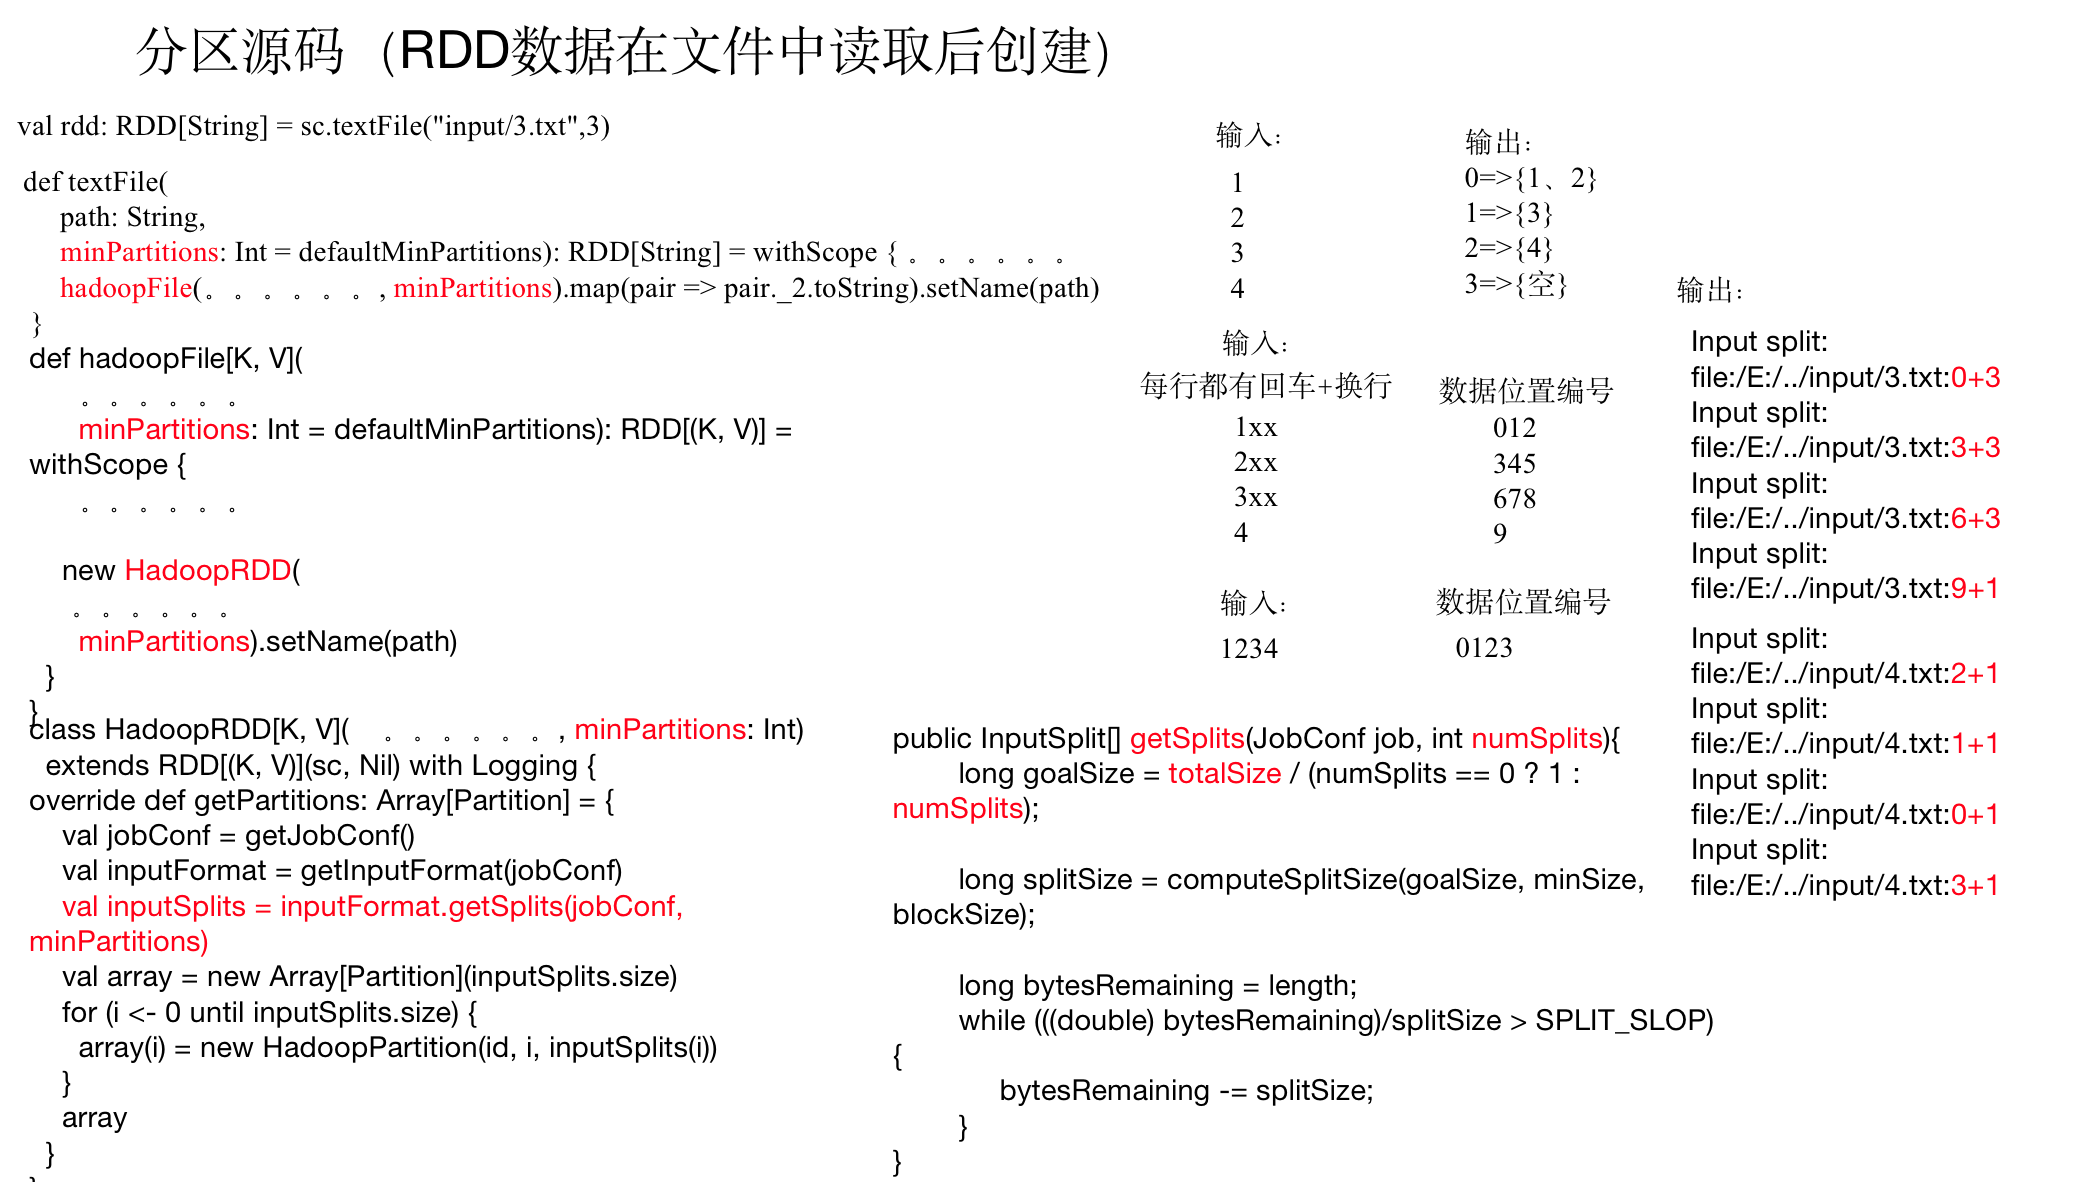 分区源码（RDD数据在文件中读取后创建）
val rdd: RDD[String] = sc.textFile("input/3.txt",3)
def textFile(
path: String,
minPartitions: Int = defaultMinPartitions): RDD[String] = withScope { 。。。。。。
hadoopFile(。。。。。。, minPartitions).map(pair => pair._2.toString).setName(path)
}
def hadoopFile[K, V](
。。。。。。
minPartitions: Int = defaultMinPartitions): RDD[(K, V)] =
withScope {
。。。。。。
new HadoopRDD(
。。。。。。
minPartitions).setName(path)
}
}
class HadoopRDD[K, V]( 。。。。。。, minPartitions: Int)
extends RDD[(K, V)](sc, Nil) with Logging {
override def getPartitions: Array[Partition] = {
val jobConf = getJobConf()
val inputFormat = getInputFormat(jobConf)
val inputSplits = inputFormat.getSplits(jobConf,
minPartitions)
val array = new Array[Partition](inputSplits.size)
for (i <- 0 until inputSplits.size) {
array(i) = new HadoopPartition(id, i, inputSplits(i))
}
array
}
}
输入：
1
2
3
4
输出：
0=>{1、2}
1=>{3}
2=>{4}
3=>{空}
输入：
每行都有回车+换行
1xx
2xx
3xx
4
数据位置编号
012
345
678
9
输入：
1234
数据位置编号
0123
public InputSplit[] getSplits(JobConf job, int numSplits){
long goalSize = totalSize / (numSplits == 0 ? 1 :
numSplits);
long splitSize = computeSplitSize(goalSize, minSize,
blockSize);
long bytesRemaining = length;
while (((double) bytesRemaining)/splitSize > SPLIT_SLOP)
{
bytesRemaining -= splitSize;
}
}
输出：
Input split:
file:/E:/../input/3.txt:0+3
Input split:
file:/E:/../input/3.txt:3+3
Input split:
file:/E:/../input/3.txt:6+3
Input split:
file:/E:/../input/3.txt:9+1
Input split:
file:/E:/../input/4.txt:2+1
Input split:
file:/E:/../input/4.txt:1+1
Input split:
file:/E:/../input/4.txt:0+1
Input split:
file:/E:/../input/4.txt:3+1